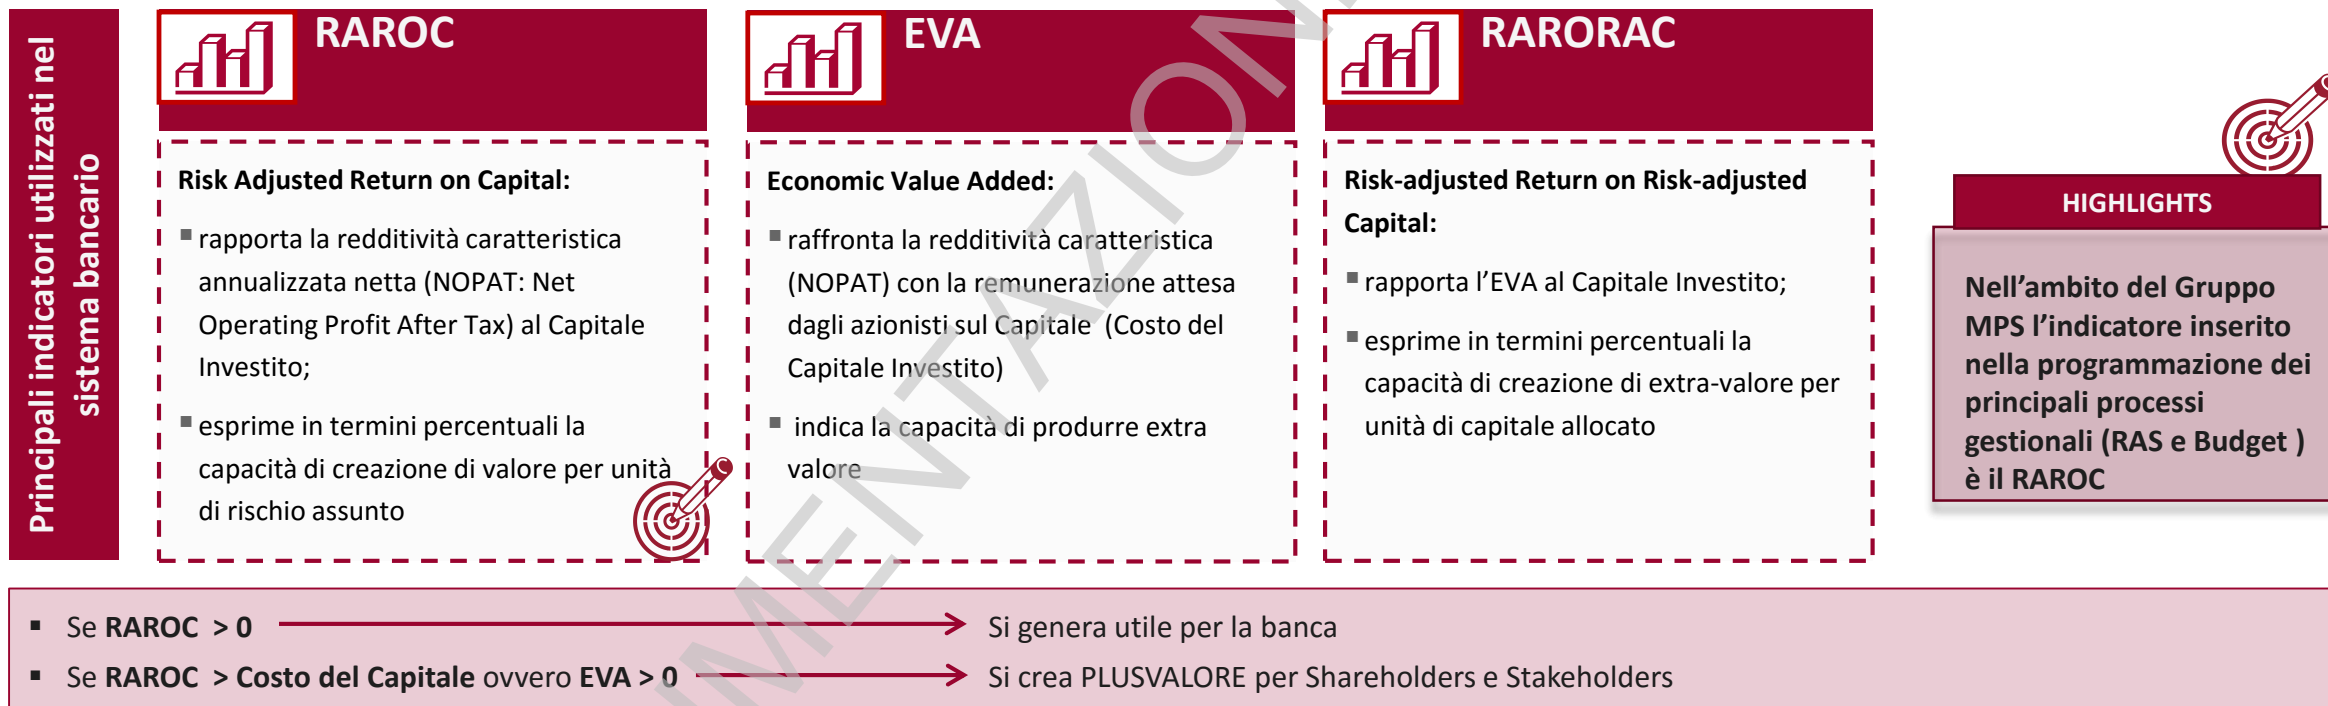 Principali indicatori utilizzati nel
sistema bancario
RAROC
Risk Adjusted Return on Capital:
▪ rapporta la redditività caratteristica
annualizzata netta (NOPAT: Net
Operating Profit After Tax) al Capitale
Investito;
▪ esprime in termini percentuali la
capacità di creazione di valore per unità
di rischio assunto
EVA
Economic Value Added:
▪ raffronta la redditività caratteristica
(NOPAT) con la remunerazione attesa
dagli azionisti sul Capitale (Costo del
Capitale Investito)
▪ indica la capacità di produrre extra
valore
RARORAC
Risk-adjusted Return on Risk-adjusted
Capital:
▪ rapporta l’EVA al Capitale Investito;
▪ esprime in termini percentuali la
capacità di creazione di extra-valore per
unità di capitale allocato
HIGHLIGHTS
Nell’ambito del Gruppo
MPS l’indicatore inserito
nella programmazione dei
principali processi
gestionali (RAS e Budget )
è il RAROC
▪ Se RAROC > 0 Si genera utile per la banca
▪ Se RAROC > Costo del Capitale ovvero EVA > 0 Si crea PLUSVALORE per Shareholders e Stakeholders